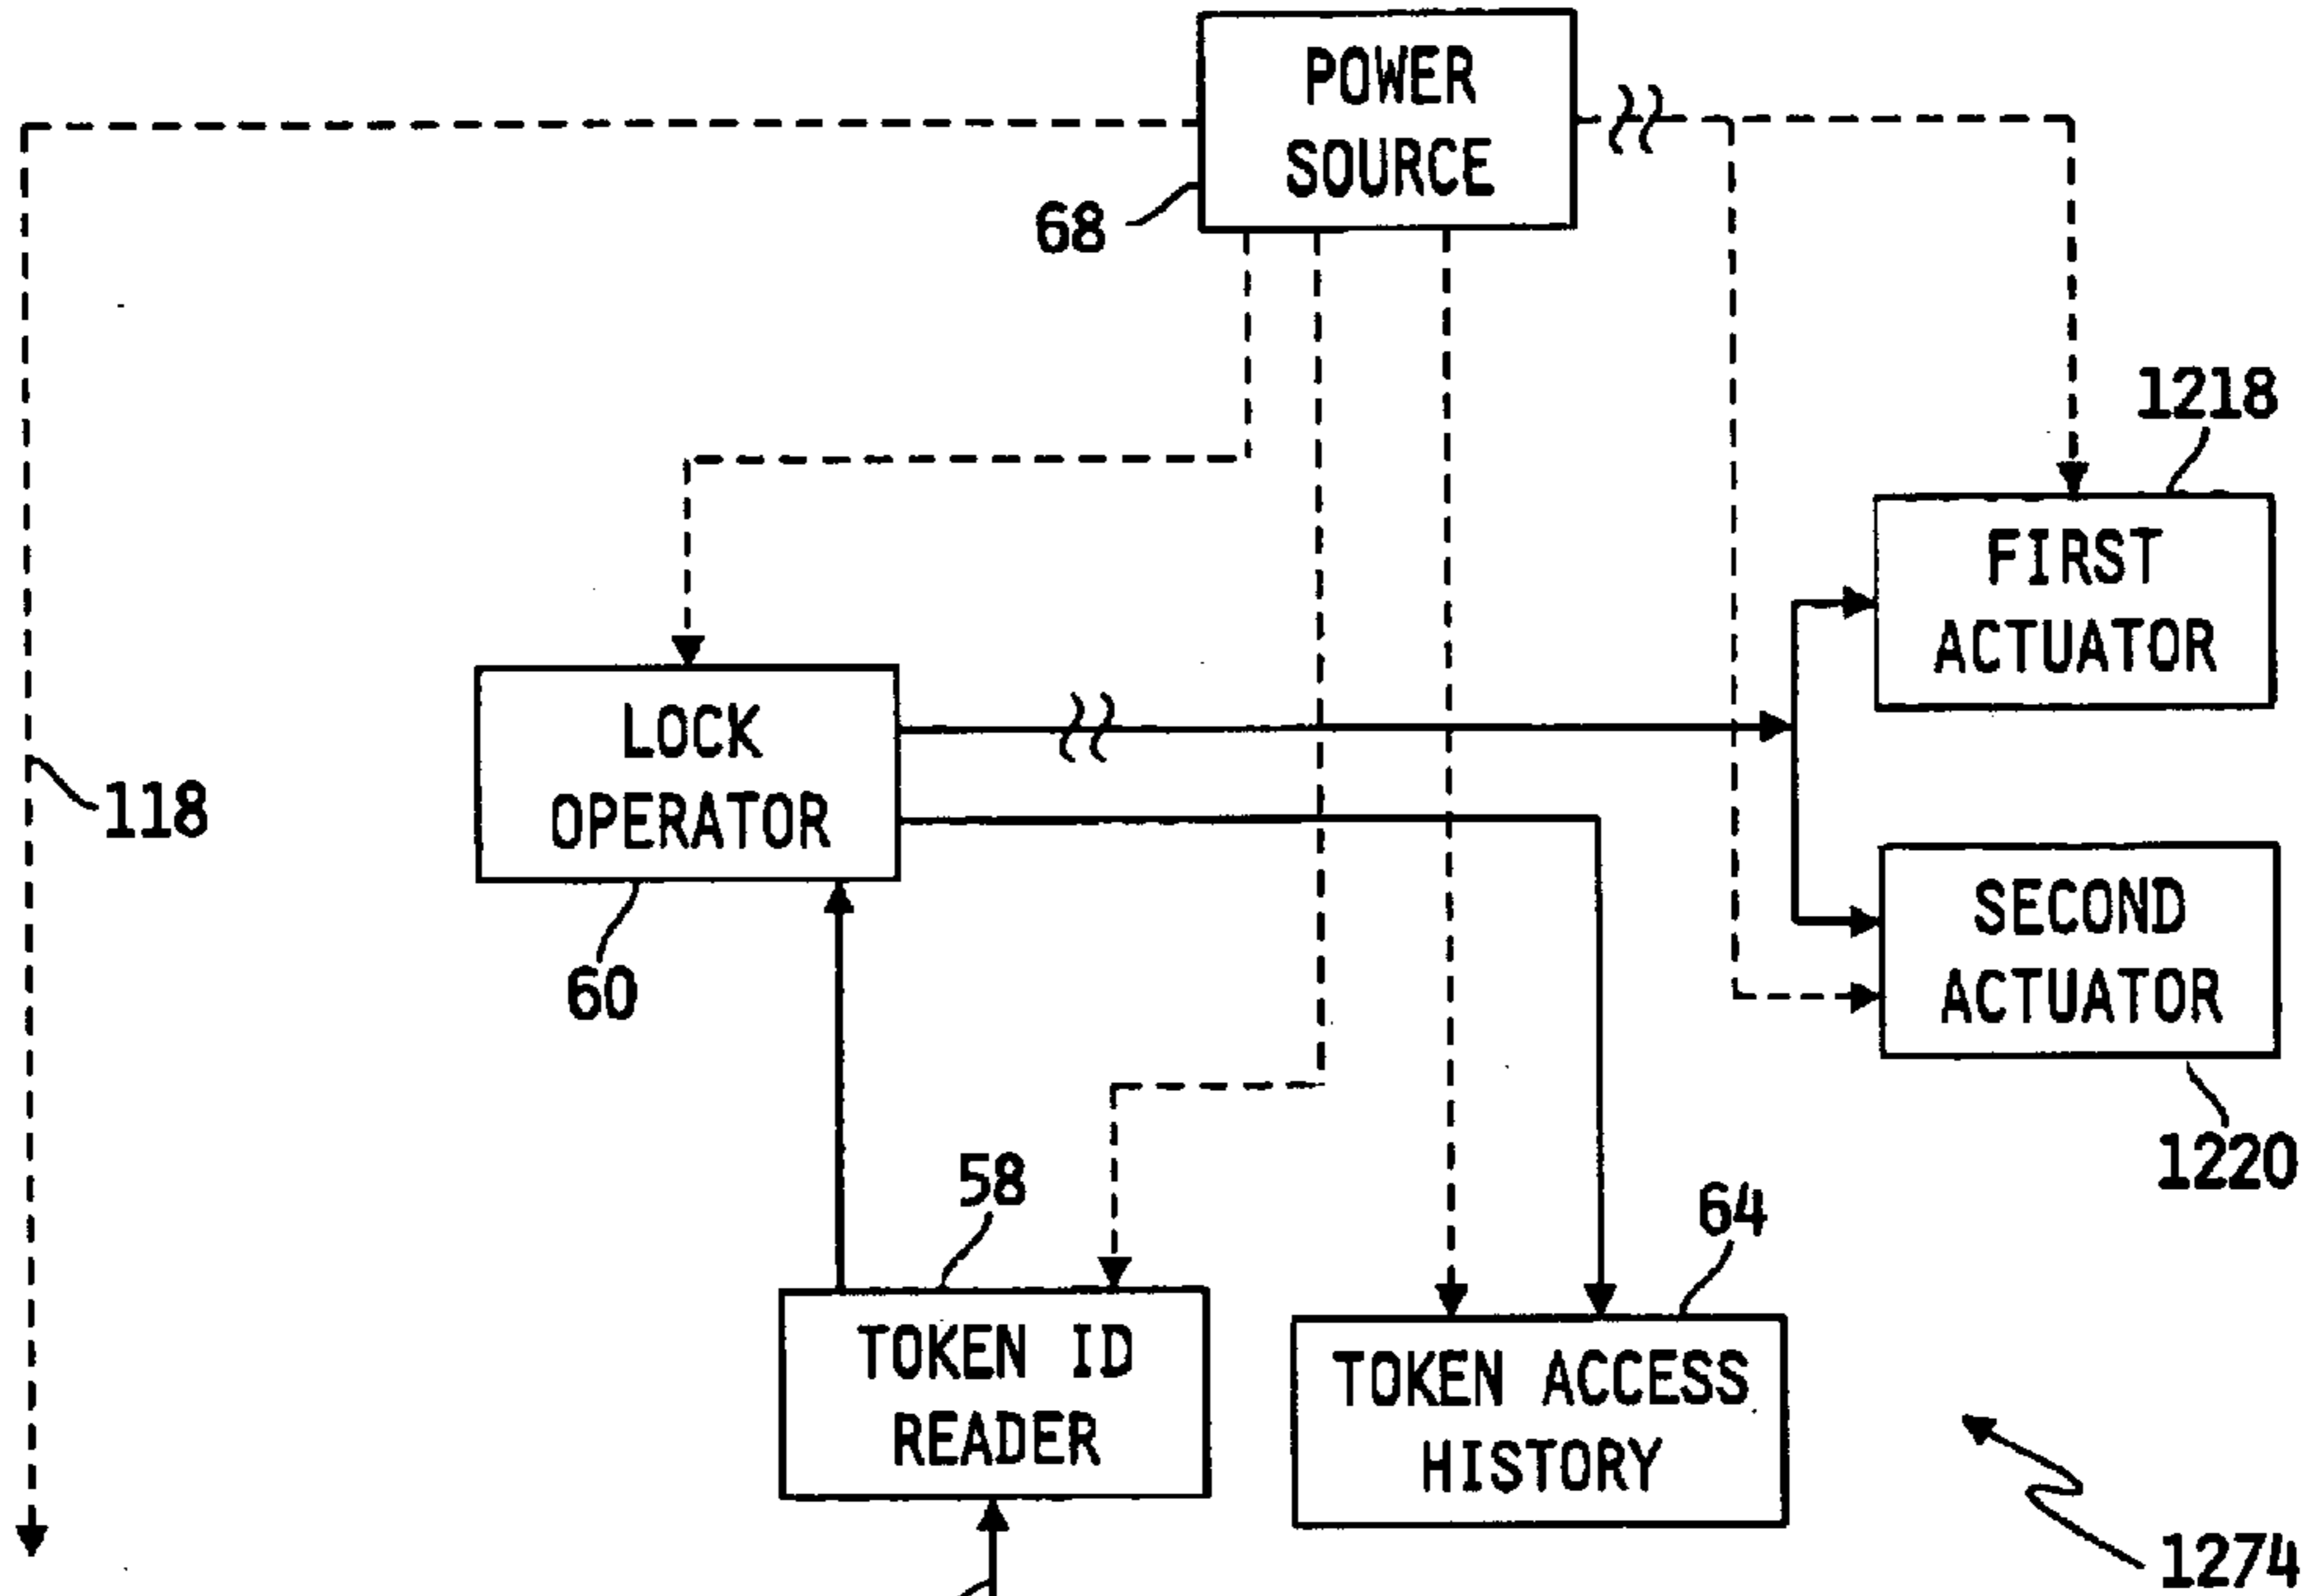 POWER
SOURCE
68
1218
FIRST
ACTUATOR
LOCK
OPERATOR
118
60
SECOND
ACTUATOR
1220
58
64
TOKEN ID
READER
TOKEN ACCESS
HISTORY
1274